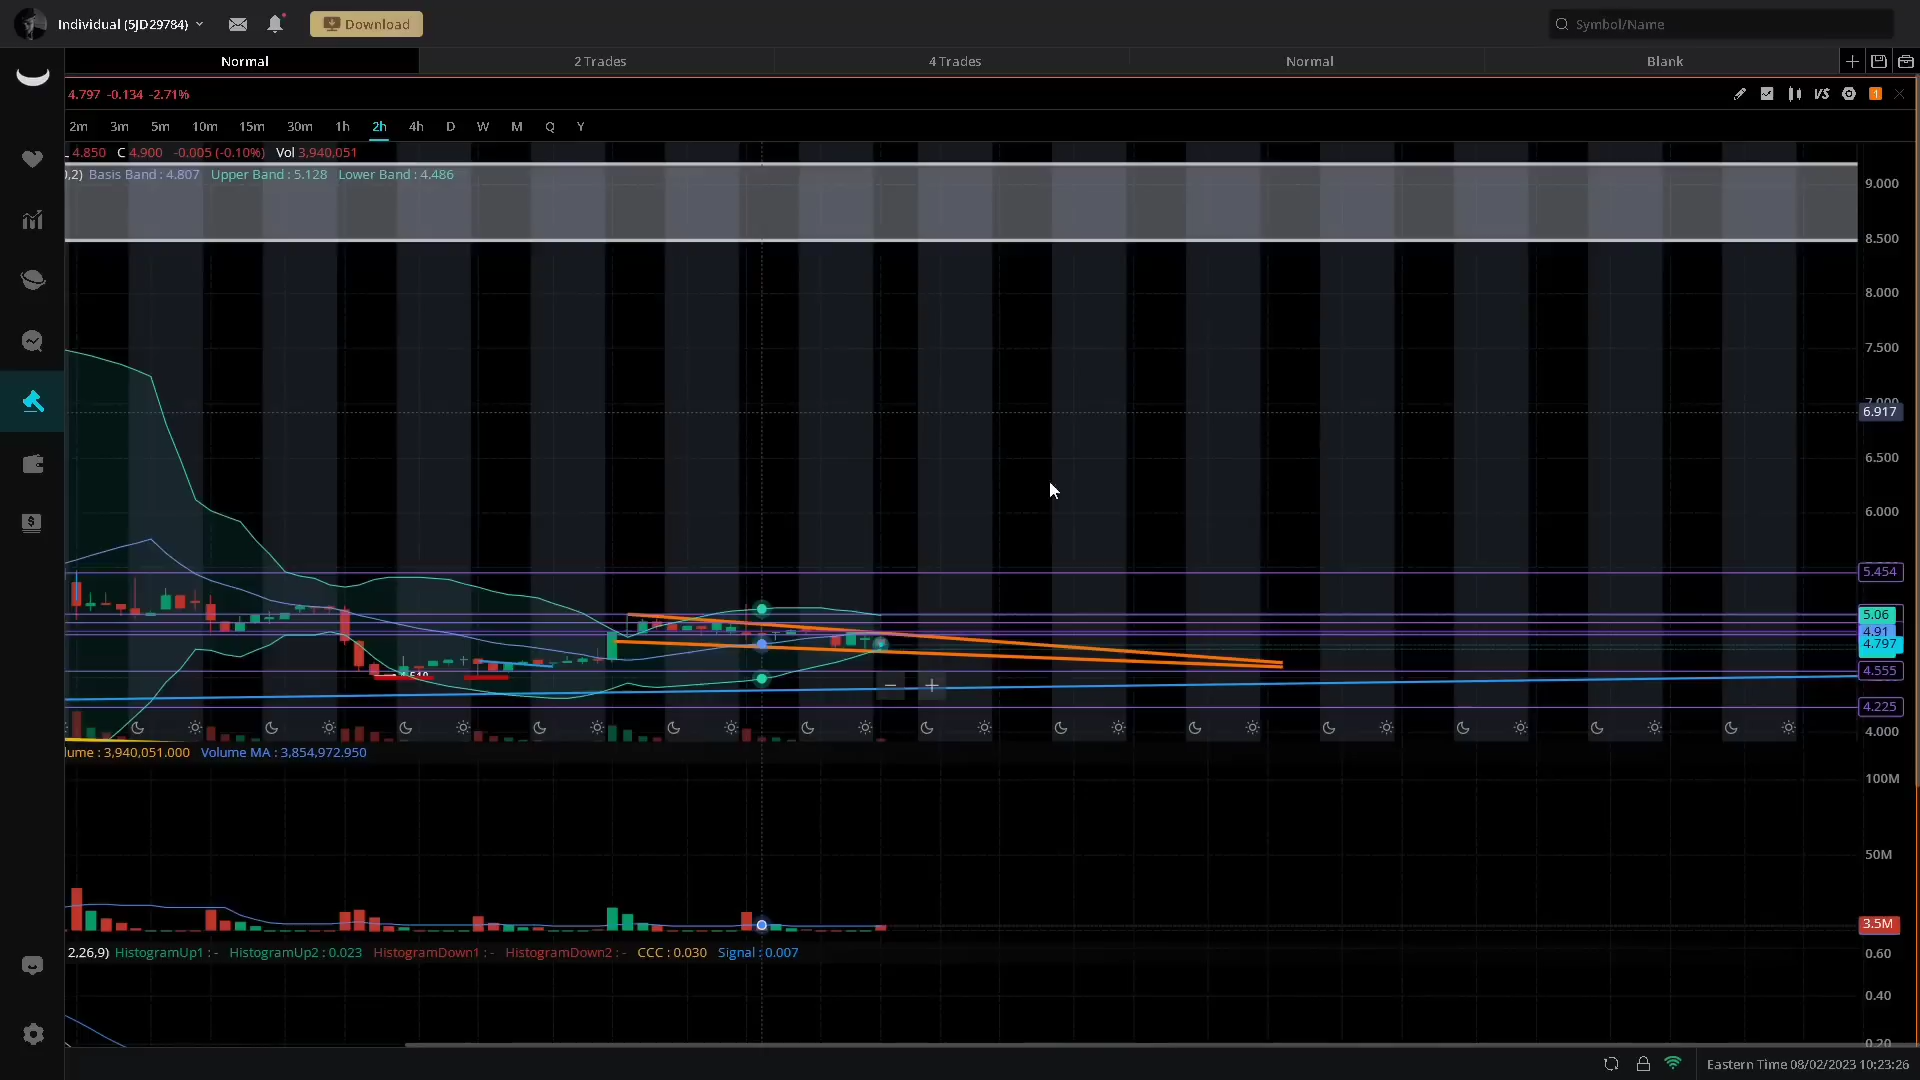 Individual (5JD29784)
Download
Symbol/Name
Normal
2 Trades
4 Trades
Normal
Blank
4.797 -0.134 -2.71%
VS
1
2m 3m 5m 10m 15m 30m 1h 2h 4h D W M Q Y
4.850 C 4.900 -0.005 (-0.10%) Vol 3,940,051
,2) Basis Band : 4.807 Upper Band : 5.128 Lower Band : 4.486
9.000
8.500
8.000
7.500
7.000
6.917
6.500
6.000
5.454
5.06
4.91
4.797
4.555
4.225
4.000
lume : 3,940,051.000 Volume MA : 3,854,972.950
100M
50M
3.5M
2,26,9) HistogramUp1 : - HistogramUp2 : 0.023 HistogramDown1 : - HistogramDown2 : - CCC : 0.030 Signal : 0.007
0.60
0.40
0.20
Eastern Time 08/02/2023 10:23:26